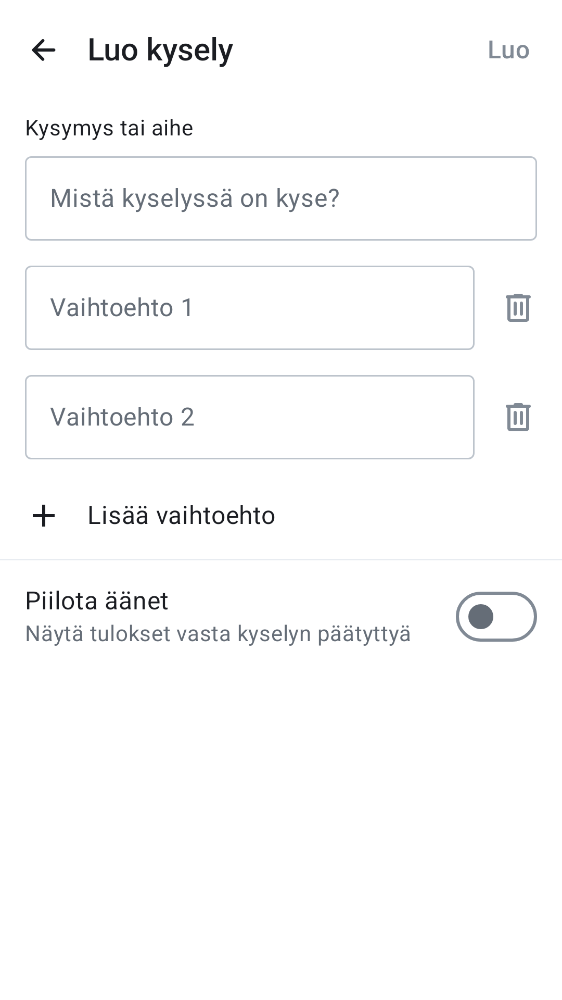 Luo kysely
Luo
Kysymys tai aihe
Mistä kyselyssä on kyse?
Vaihtoehto 1
Vaihtoehto 2
Lisää vaihtoehto
Piilota äänet
Näytä tulokset vasta kyselyn päätyttyä